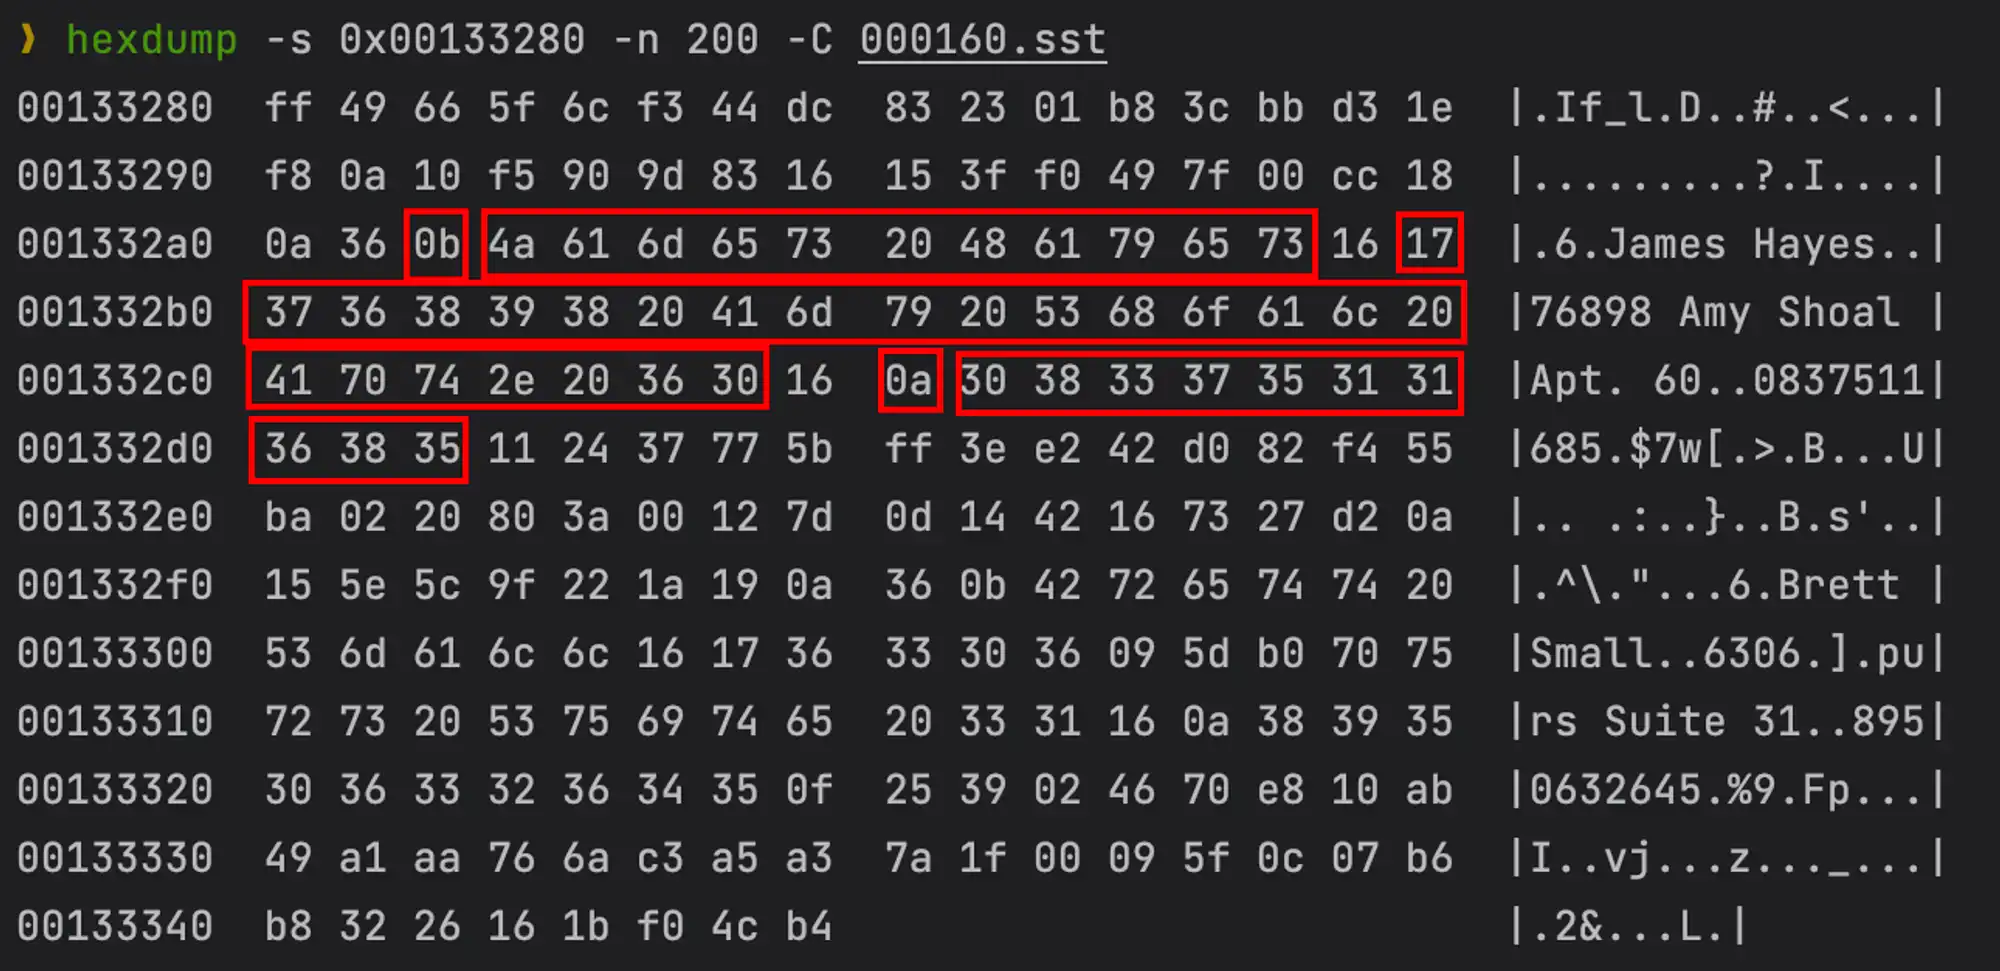 ❯ hexdump -s 0x00133280 -n 200 -C 000160.sst
00133280  ff 49 66 5f 6c f3 44 dc  83 23 01 b8 3c bb d3 1e  |.If_l.D..#..<...|
00133290  f8 0a 10 f5 90 9d 83 16  15 3f f0 49 7f 00 cc 18  |.........?.I....|
001332a0  0a 36 0b 4a 61 6d 65 73  20 48 61 79 65 73 16 17  |.6.James Hayes..|
001332b0  37 36 38 39 38 20 41 6d  79 20 53 68 6f 61 6c 20  |76898 Amy Shoal |
001332c0  41 70 74 2e 20 36 30 16  0a 30 38 33 37 35 31 31  |Apt. 60..0837511|
001332d0  36 38 35 11 24 37 77 5b  ff 3e e2 42 d0 82 f4 55  |685.$7w[.>.B...U|
001332e0  ba 02 20 80 3a 00 12 7d  0d 14 42 16 73 27 d2 0a  |.. .:..}..B.s'..|
001332f0  15 5e 5c 9f 22 1a 19 0a  36 0b 42 72 65 74 74 20  |.^\."...6.Brett |
00133300  53 6d 61 6c 6c 16 17 36  33 30 36 09 5d b0 70 75  |Small..6306.].pu|
00133310  72 73 20 53 75 69 74 65  20 33 31 16 0a 38 39 35  |rs Suite 31..895|
00133320  30 36 33 32 36 34 35 0f  25 39 02 46 70 e8 10 ab  |0632645.%9.Fp...|
00133330  49 a1 aa 76 6a c3 a5 a3  7a 1f 00 09 5f 0c 07 b6  |I..vj...z..._...|
00133340  b8 32 26 16 1b f0 4c b4                           |.2&...L.|